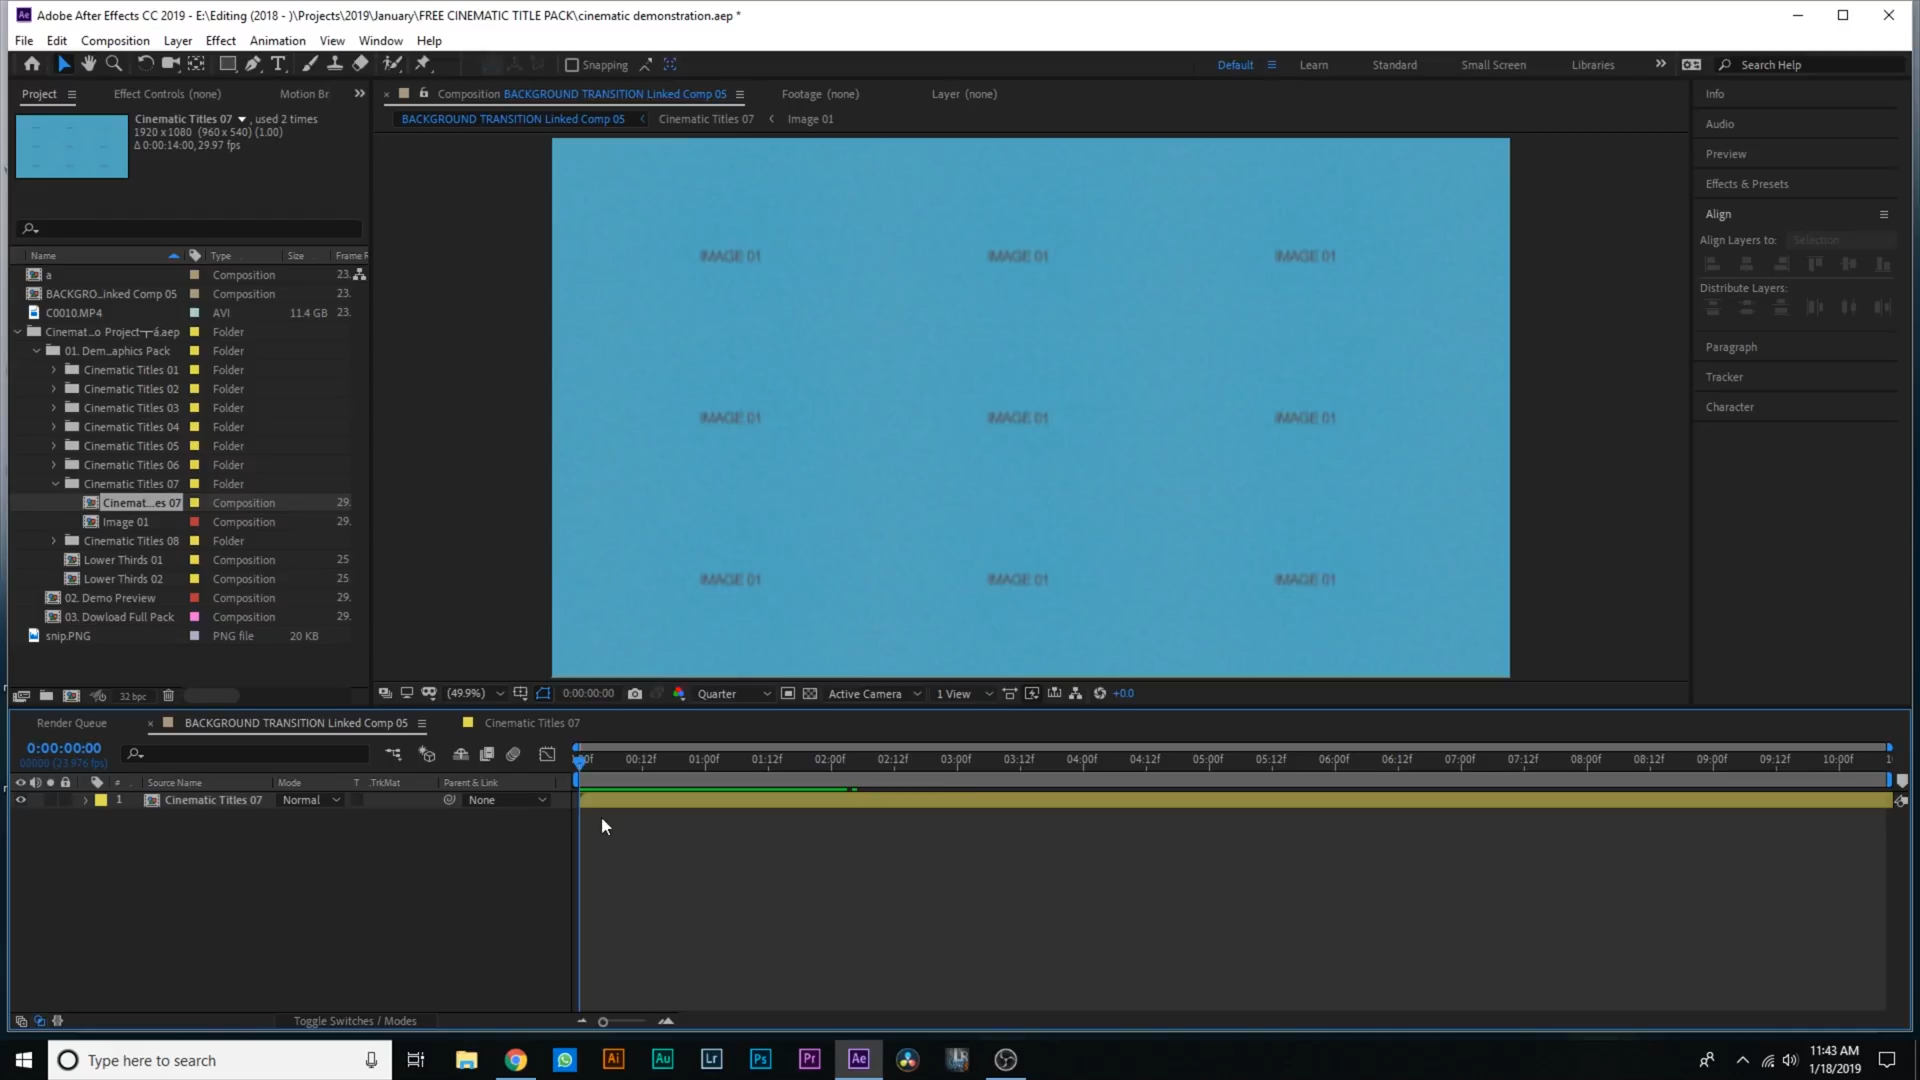 Adobe After Effects CC 2019 - E:\Editing (2018 - )\Projects\2019\January\FREE CINEMATIC TITLE PACK\cinematic demonstration.aep *
File Edit Composition Layer Effect Animation View Window Help
Snapping
Default Learn Standard Small Screen Libraries Search Help
Project Effect Controls (none) Motion Br
Composition BACKGROUND TRANSITION Linked Comp 05 Footage (none) Layer (none)
BACKGROUND TRANSITION Linked Comp 05 Cinematic Titles 07 Image 01
Cinematic Titles 07 , used 2 times
1920 x 1080 (960 x 540) (1.00)
Δ 0:00:14:00, 29.97 fps
Name Type Size Frame R
a Composition 23.
BACKGRO...inked Comp 05 Composition 23.
C0010.MP4 AVI 11.4 GB 23.
Cinemat...o Project┬á.aep Folder
01. Dem...aphics Pack Folder
Cinematic Titles 01 Folder
Cinematic Titles 02 Folder
Cinematic Titles 03 Folder
Cinematic Titles 04 Folder
Cinematic Titles 05 Folder
Cinematic Titles 06 Folder
Cinematic Titles 07 Folder
Cinemat...es 07 Composition 29.
Image 01 Composition 29.
Cinematic Titles 08 Folder
Lower Thirds 01 Composition 25
Lower Thirds 02 Composition 25
02. Demo Preview Composition 29.
03. Dowload Full Pack Composition 29.
snip.PNG PNG file 20 KB
32 bpc
IMAGE 01 IMAGE 01 IMAGE 01
IMAGE 01 IMAGE 01 IMAGE 01
IMAGE 01 IMAGE 01 IMAGE 01
(49.9%) 0:00:00:00 Quarter Active Camera 1 View +0.0
Info
Audio
Preview
Effects & Presets
Align
Align Layers to: Selection
Distribute Layers:
Paragraph
Tracker
Character
Render Queue BACKGROUND TRANSITION Linked Comp 05 Cinematic Titles 07
0:00:00:00
00000 (23.976 fps)
00:12f 01:00f 01:12f 02:00f 02:12f 03:00f 03:12f 04:00f 04:12f 05:00f 05:12f 06:00f 06:12f 07:00f 07:12f 08:00f 08:12f 09:00f 09:12f 10:00f
# Source Name Mode T .TrkMat Parent & Link
1 Cinematic Titles 07 Normal None
Toggle Switches / Modes
Type here to search
Ai Au Lr Ps Pr Ae
11:43 AM
1/18/2019